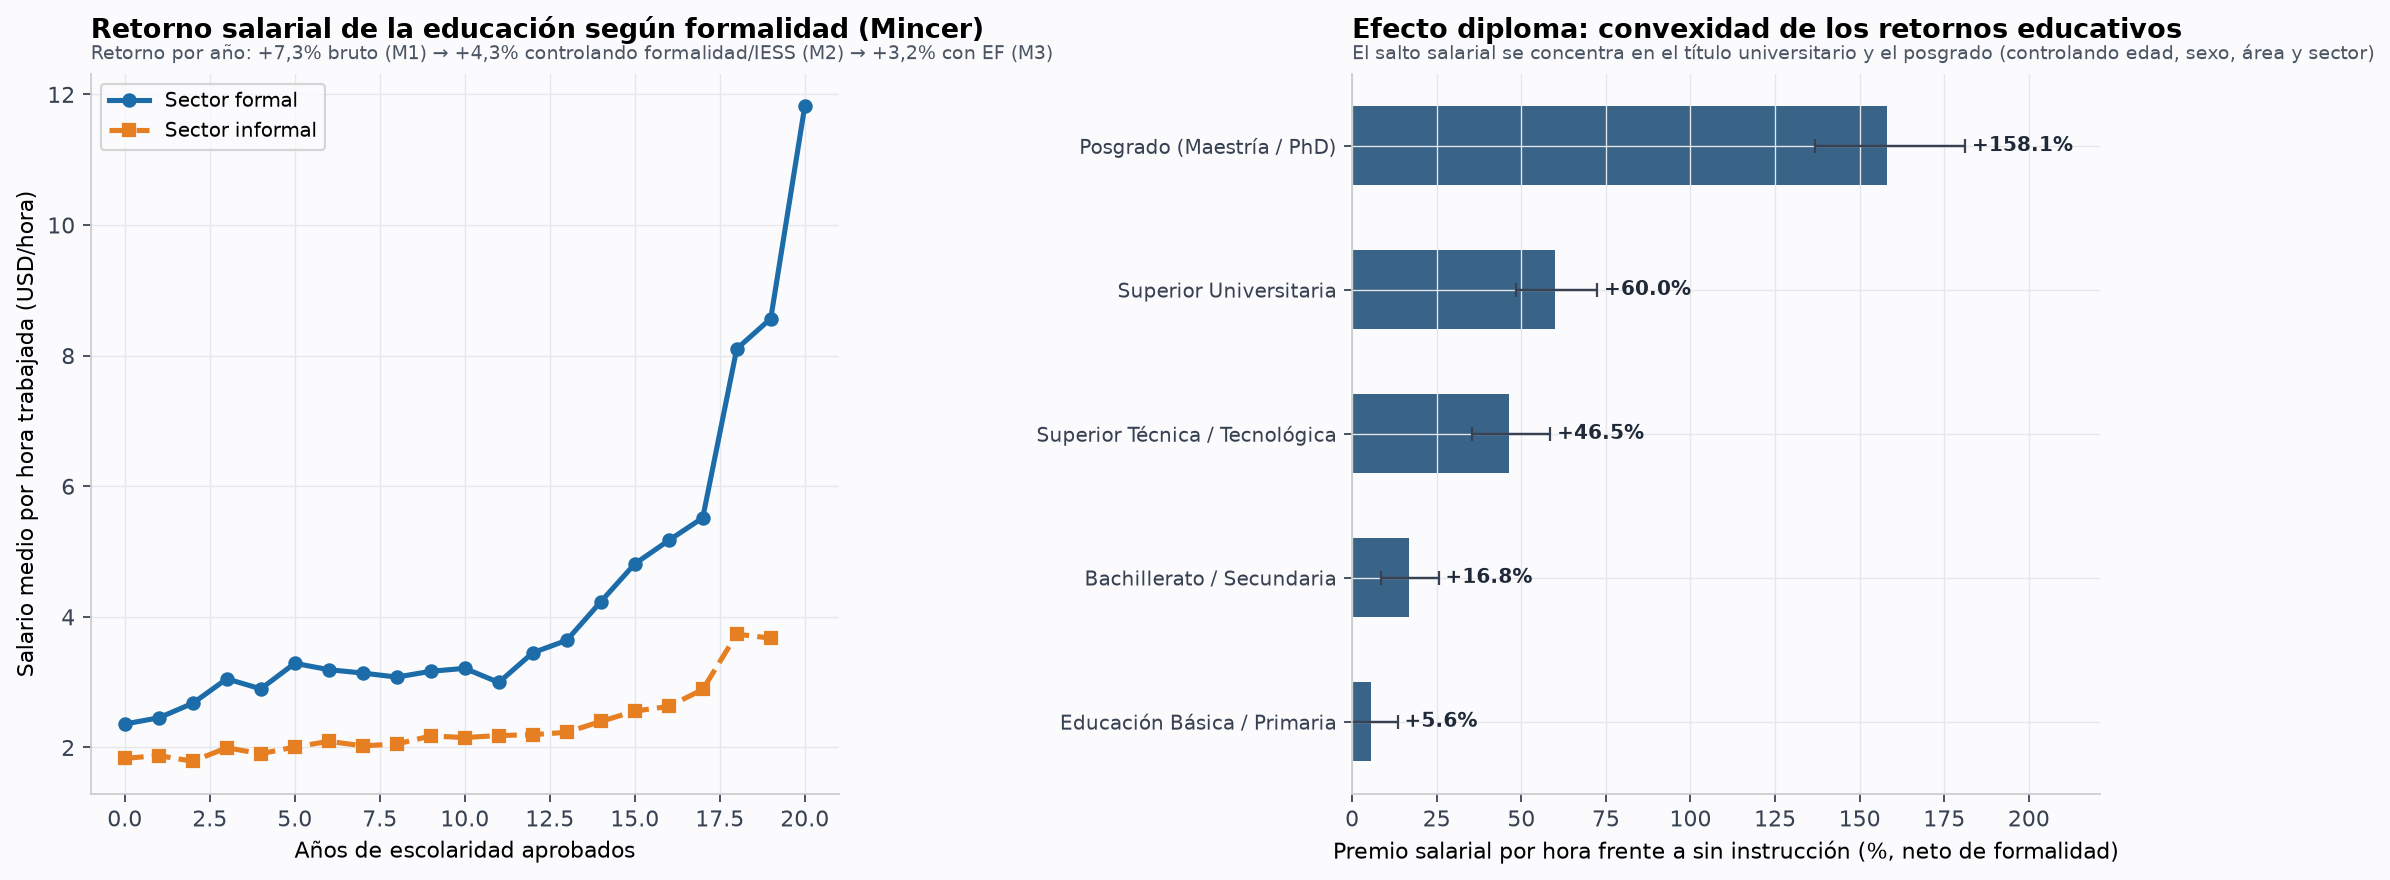 Retorno salarial de la educación según formalidad (Mincer)
Retorno por año: +7,3% bruto (M1) → +4,3% controlando formalidad/IESS (M2) → +3,2% con EF (M3)
Sector formal
Sector informal
Salario medio por hora trabajada (USD/hora)
12
10
8
6
4
2
0.0 2.5 5.0 7.5 10.0 12.5 15.0 17.5 20.0
Años de escolaridad aprobados
Efecto diploma: convexidad de los retornos educativos
El salto salarial se concentra en el título universitario y el posgrado (controlando edad, sexo, área y sector)
Posgrado (Maestría / PhD) +158.1%
Superior Universitaria +60.0%
Superior Técnica / Tecnológica +46.5%
Bachillerato / Secundaria +16.8%
Educación Básica / Primaria +5.6%
0 25 50 75 100 125 150 175 200
Premio salarial por hora frente a sin instrucción (%, neto de formalidad)